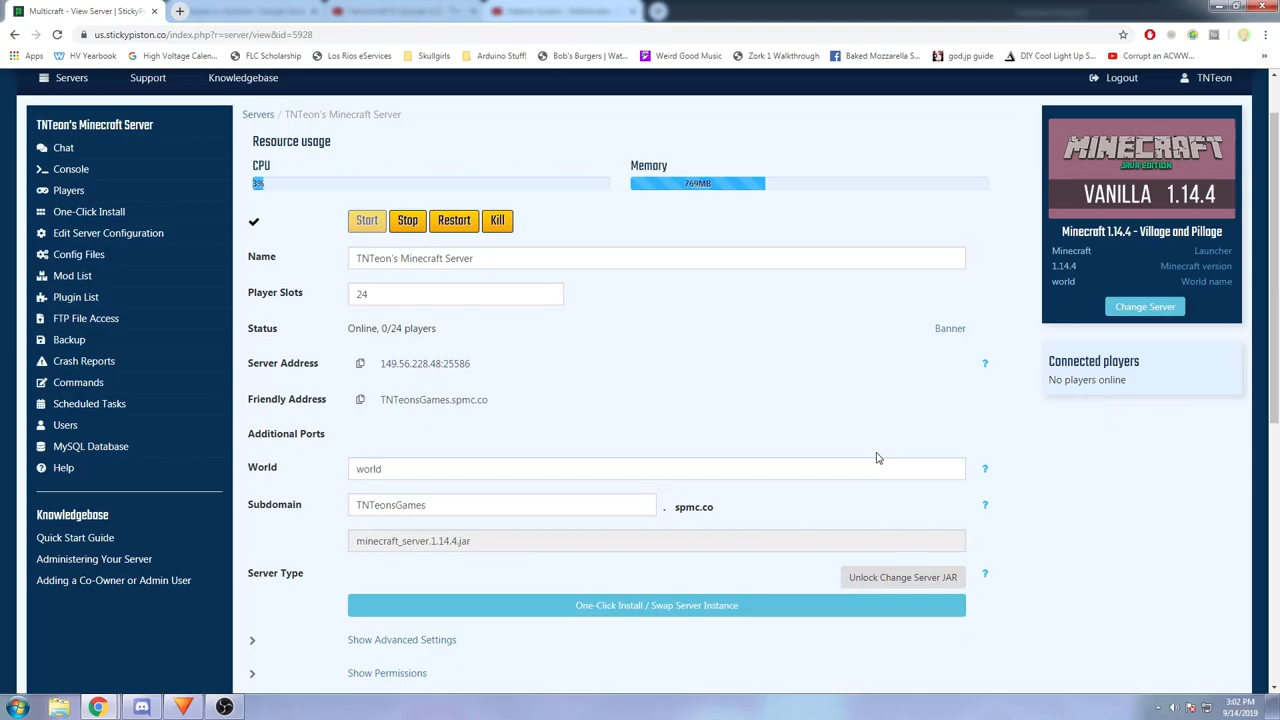 Multicraft - View Server | StickyPi
us.stickypiston.co/index.php?r=server/view&id=5928
Apps
HV Yearbook
High Voltage Calen...
FLC Scholarship
Los Rios eServices
Skullgirls
Arduino Stuff!
Bob's Burgers | Wat...
Weird Good Music
Zork 1 Walkthrough
Baked Mozzarella S...
god.jp guide
DIY Cool Light Up S...
Corrupt an ACWW...
»
Servers
Support
Knowledgebase
Logout
TNTeon
TNTeon's Minecraft Server
Chat
Console
Players
One-Click Install
Edit Server Configuration
Config Files
Mod List
Plugin List
FTP File Access
Backup
Crash Reports
Commands
Scheduled Tasks
Users
MySQL Database
Help
Knowledgebase
Quick Start Guide
Administering Your Server
Adding a Co-Owner or Admin User
Servers / TNTeon's Minecraft Server
Resource usage
CPU
3%
Memory
769MB
Start
Stop
Restart
Kill
Name
TNTeon's Minecraft Server
Player Slots
24
Status
Online, 0/24 players
Banner
Server Address
149.56.228.48:25586
?
Friendly Address
TNTeonsGames.spmc.co
Additional Ports
World
world
?
Subdomain
TNTeonsGames
. spmc.co
?
minecraft_server.1.14.4.jar
Server Type
Unlock Change Server JAR
?
One-Click Install / Swap Server Instance
Show Advanced Settings
Show Permissions
MINECRAFT
JAVA EDITION
VANILLA 1.14.4
Minecraft 1.14.4 - Village and Pillage
Minecraft Launcher
1.14.4 Minecraft version
world World name
Change Server
Connected players
No players online
3:02 PM
9/14/2019